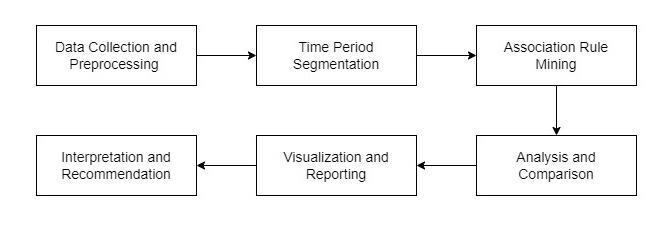 Data Collection and
Preprocessing
Time Period
Segmentation
Association Rule
Mining
Analysis and
Comparison
Visualization and
Reporting
Interpretation and
Recommendation